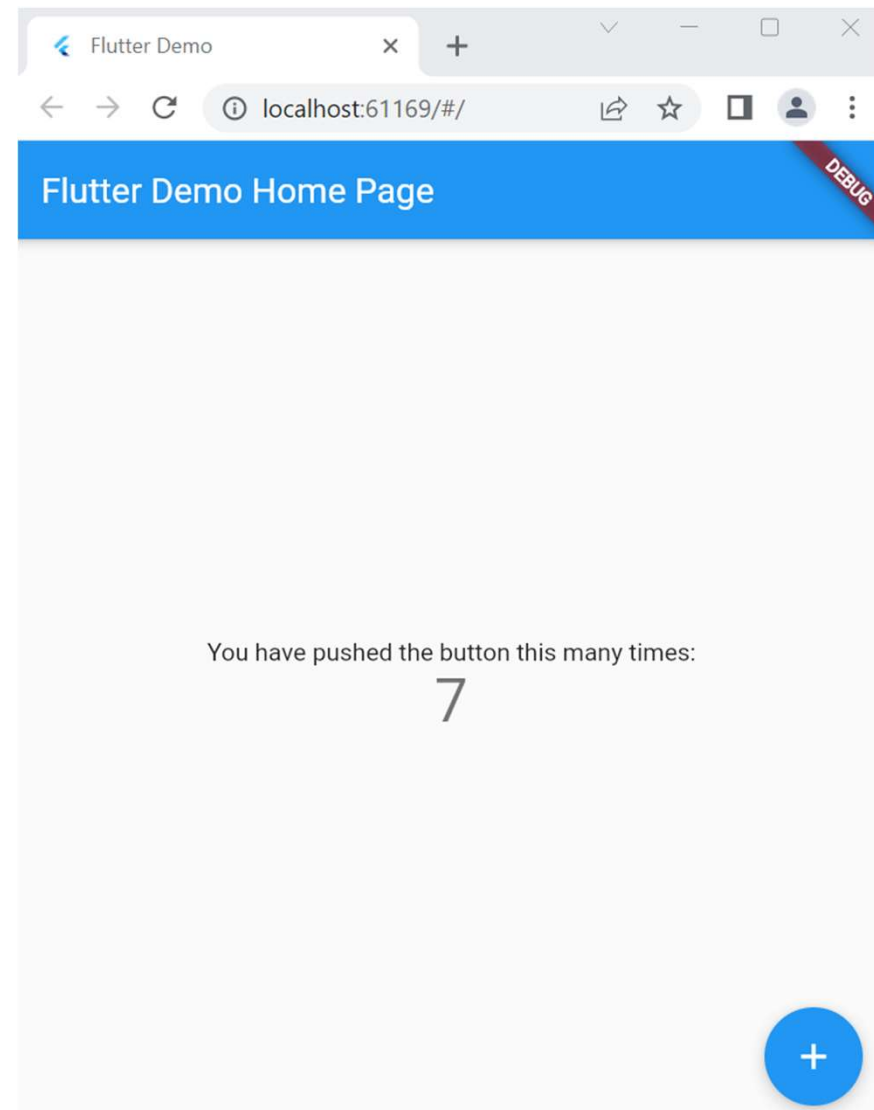 Flutter Demo
localhost:61169/#/
Flutter Demo Home Page
DEBUG
You have pushed the button this many times:
7